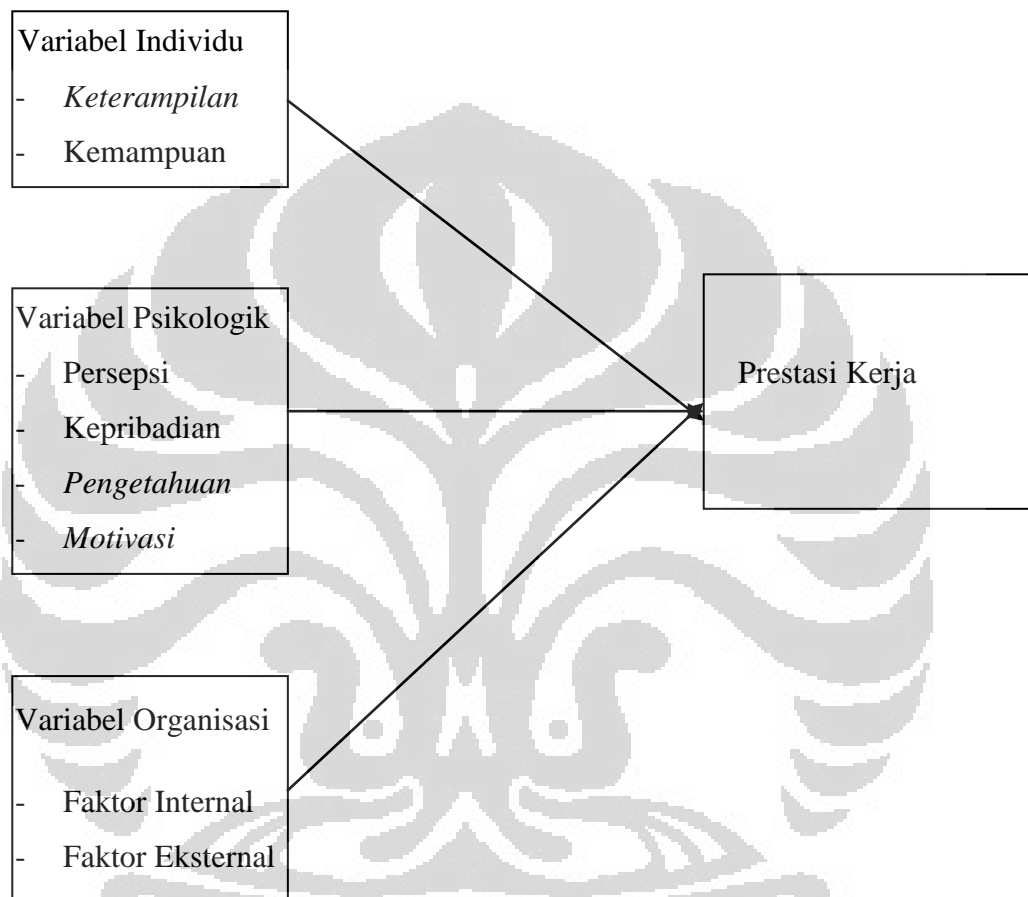 Variabel Individu
- Keterampilan
- Kemampuan
Variabel Psikologik
- Persepsi
- Kepribadian
- Pengetahuan
- Motivasi
Variabel Organisasi
- Faktor Internal
- Faktor Eksternal
Prestasi Kerja